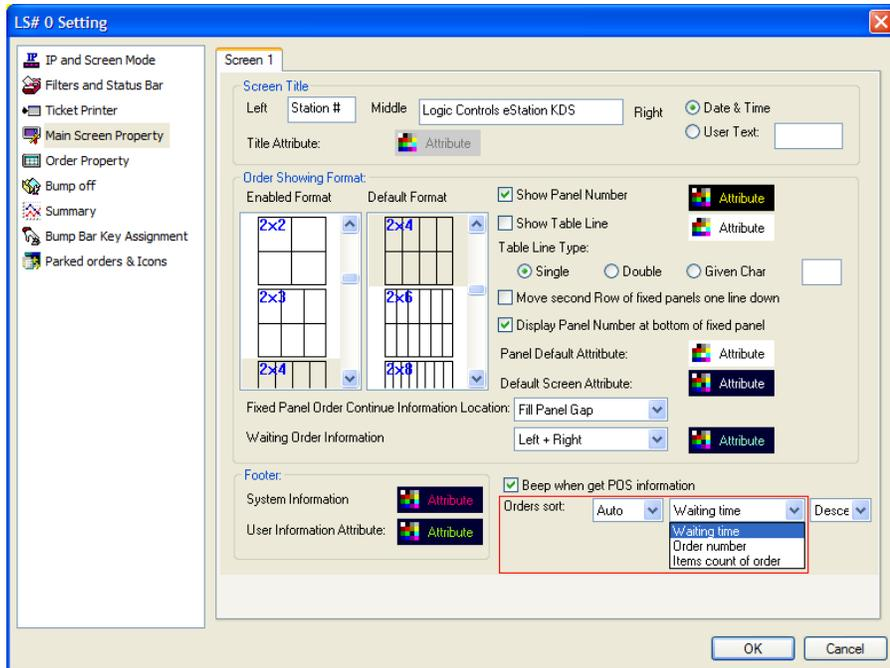 LS# 0 Setting
IP and Screen Mode
Filters and Status Bar
Ticket Printer
Main Screen Property
Order Property
Bump off
Summary
Bump Bar Key Assignment
Parked orders & Icons
Screen 1
Screen Title
Left Station # Middle Logic Controls eStation KDS Right Date & Time
User Text:
Title Attribute: Attribute
Order Showing Format:
Enabled Format Default Format
2x2
2x3
2x4
2x4
2x6
2x8
Show Panel Number Attribute
Show Table Line Attribute
Table Line Type:
Single Double Given Char
Move second Row of fixed panels one line down
Display Panel Number at bottom of fixed panel
Panel Default Attritbute: Attribute
Default Screen Attribute: Attribute
Fixed Panel Order Continue Information Location: Fill Panel Gap
Waiting Order Information Left + Right Attribute
Footer:
System Information Attribute
User Information Attribute: Attribute
Beep when get POS information
Orders sort: Auto Waiting time Desce
Waiting time
Order number
Items count of order
OK Cancel